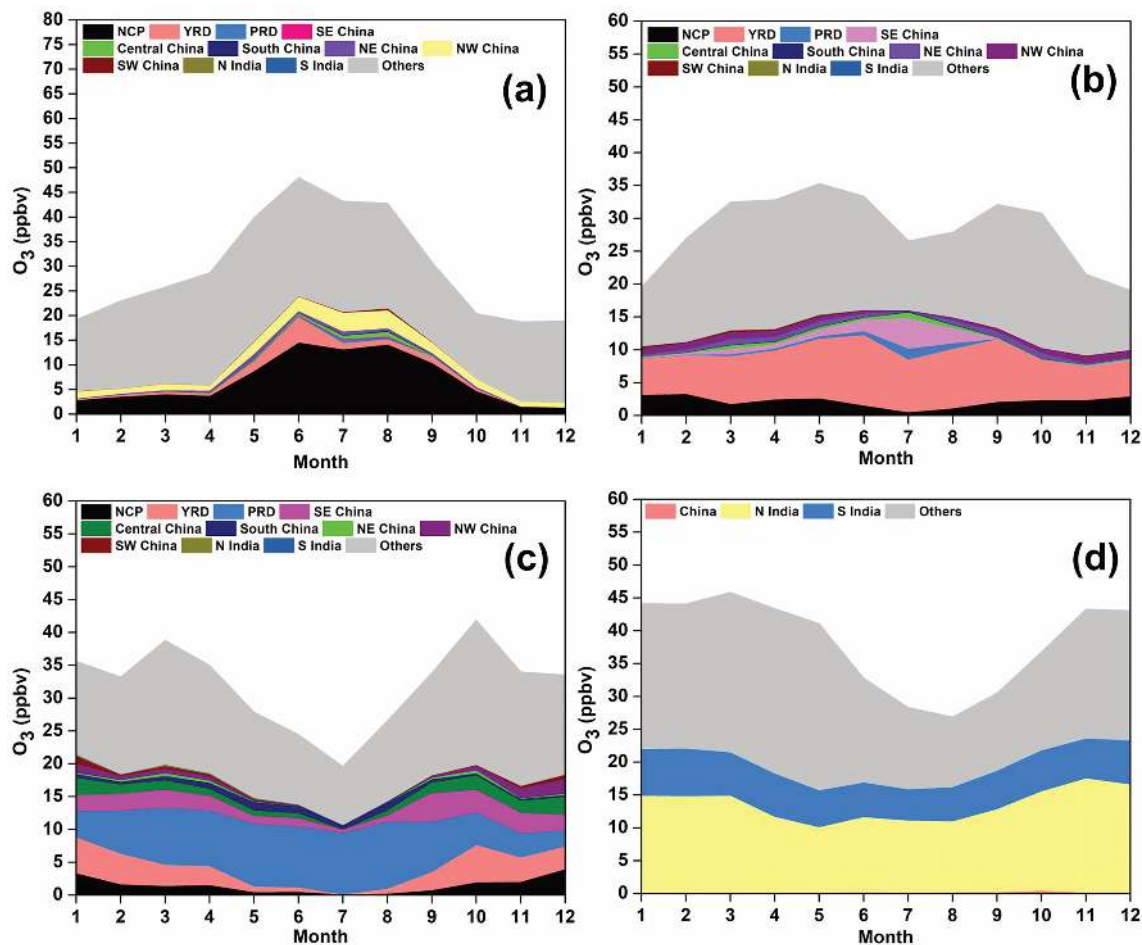 NCP YRD PRD SE China
Central China South China NE China NW China
SW China N India S India Others
(a)
80
75
70
65
60
55
50
45
40
35
30
25
20
15
10
5
0
O3 (ppbv)
1 2 3 4 5 6 7 8 9 10 11 12
Month
NCP YRD PRD SE China
Central China South China NE China NW China
SW China N India S India Others
(b)
60
55
50
45
40
35
30
25
20
15
10
5
0
O3 (ppbv)
1 2 3 4 5 6 7 8 9 10 11 12
Month
NCP YRD PRD SE China
Central China South China NE China NW China
SW China N India S India Others
(c)
60
55
50
45
40
35
30
25
20
15
10
5
0
O3 (ppbv)
1 2 3 4 5 6 7 8 9 10 11 12
Month
China N India S India Others
(d)
60
55
50
45
40
35
30
25
20
15
10
5
0
O3 (ppbv)
1 2 3 4 5 6 7 8 9 10 11 12
Month